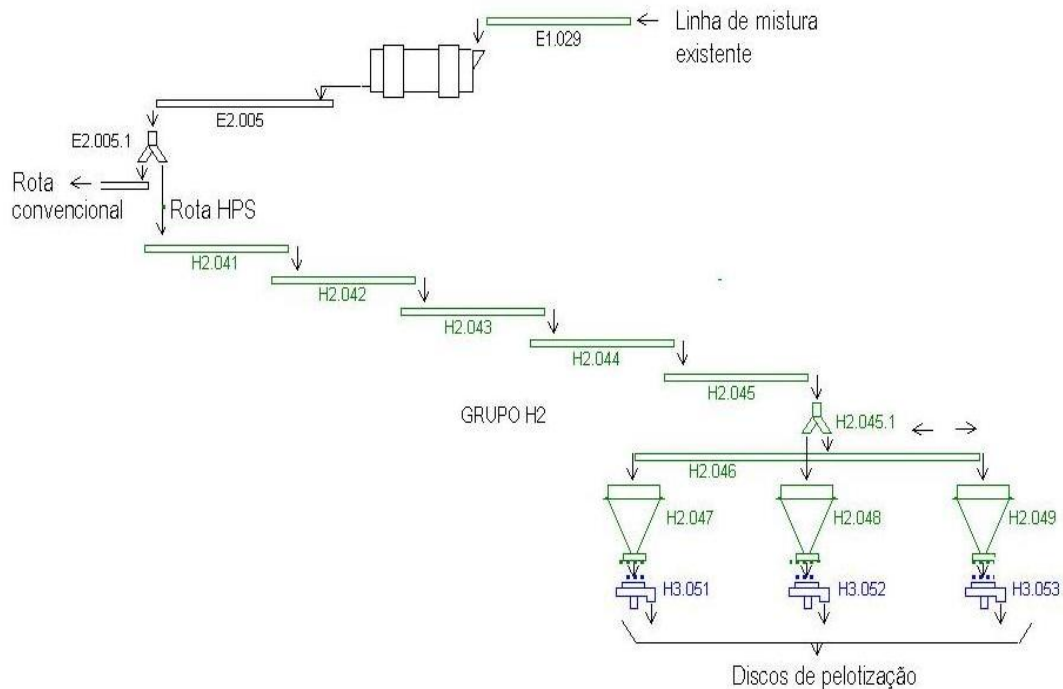 Linha de mistura
existente
E1.029
E2.005
E2.005.1
Rota
convencional
Rota HPS
H2.041
H2.042
H2.043
H2.044
H2.045
GRUPO H2
H2.045.1
H2.046
H2.047
H2.048
H2.049
H3.051
H3.052
H3.053
Discos de pelotização